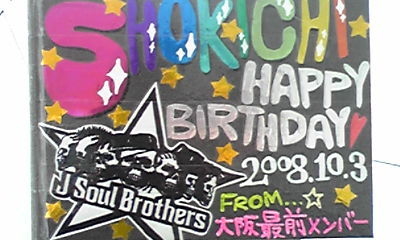 SHOKICHI
HAPPY
BIRTHDAY
2008.10.3
J Soul Brothers
FROM...☆
大阪最前メンバー